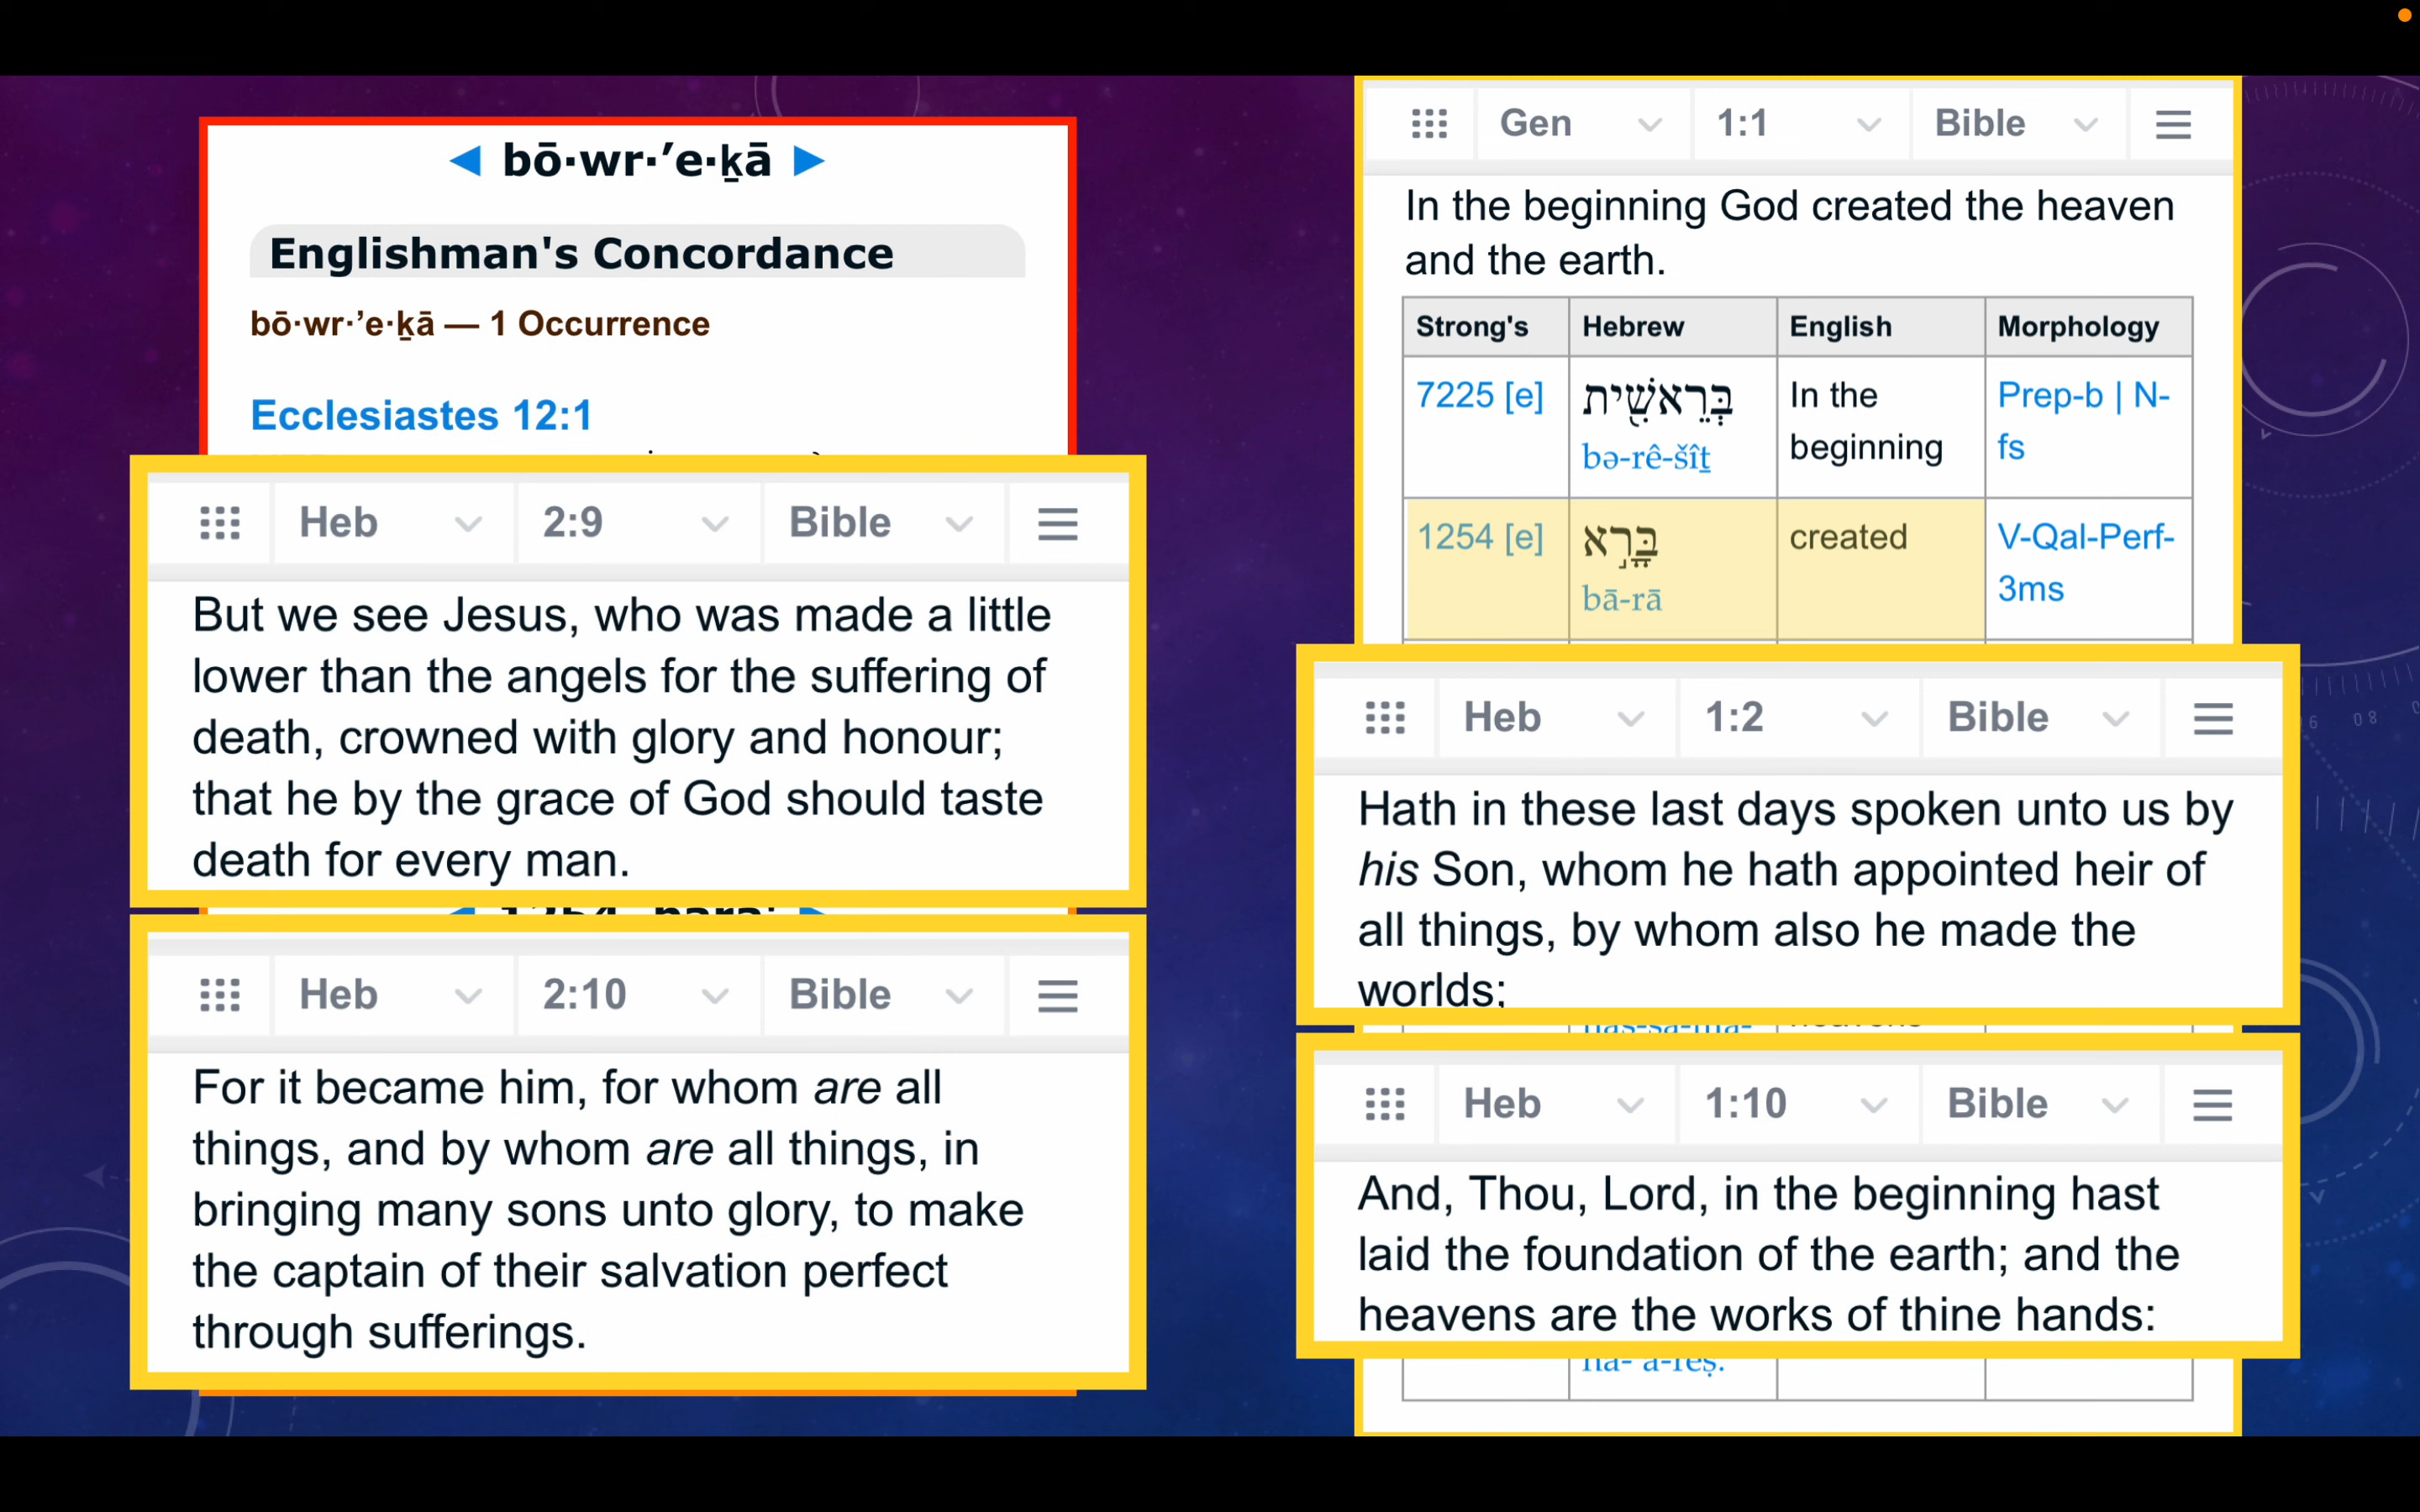 ◀ bō·wr·’e·ḵā ▶
Englishman's Concordance
bō·wr·’e·ḵā — 1 Occurrence
Ecclesiastes 12:1
Heb 2:9 Bible
But we see Jesus, who was made a little
lower than the angels for the suffering of
death, crowned with glory and honour;
that he by the grace of God should taste
death for every man.
Heb 2:10 Bible
For it became him, for whom are all
things, and by whom are all things, in
bringing many sons unto glory, to make
the captain of their salvation perfect
through sufferings.
Gen 1:1 Bible
In the beginning God created the heaven
and the earth.
Strong's Hebrew English Morphology
7225 [e] בְּרֵאשִׁ֖ית In the Prep-b | N-
bə-rê-šîṯ beginning fs
1254 [e] בָּרָ֣א created V-Qal-Perf-
bā-rā 3ms
Heb 1:2 Bible
Hath in these last days spoken unto us by
his Son, whom he hath appointed heir of
all things, by whom also he made the
worlds;
Heb 1:10 Bible
And, Thou, Lord, in the beginning hast
laid the foundation of the earth; and the
heavens are the works of thine hands: